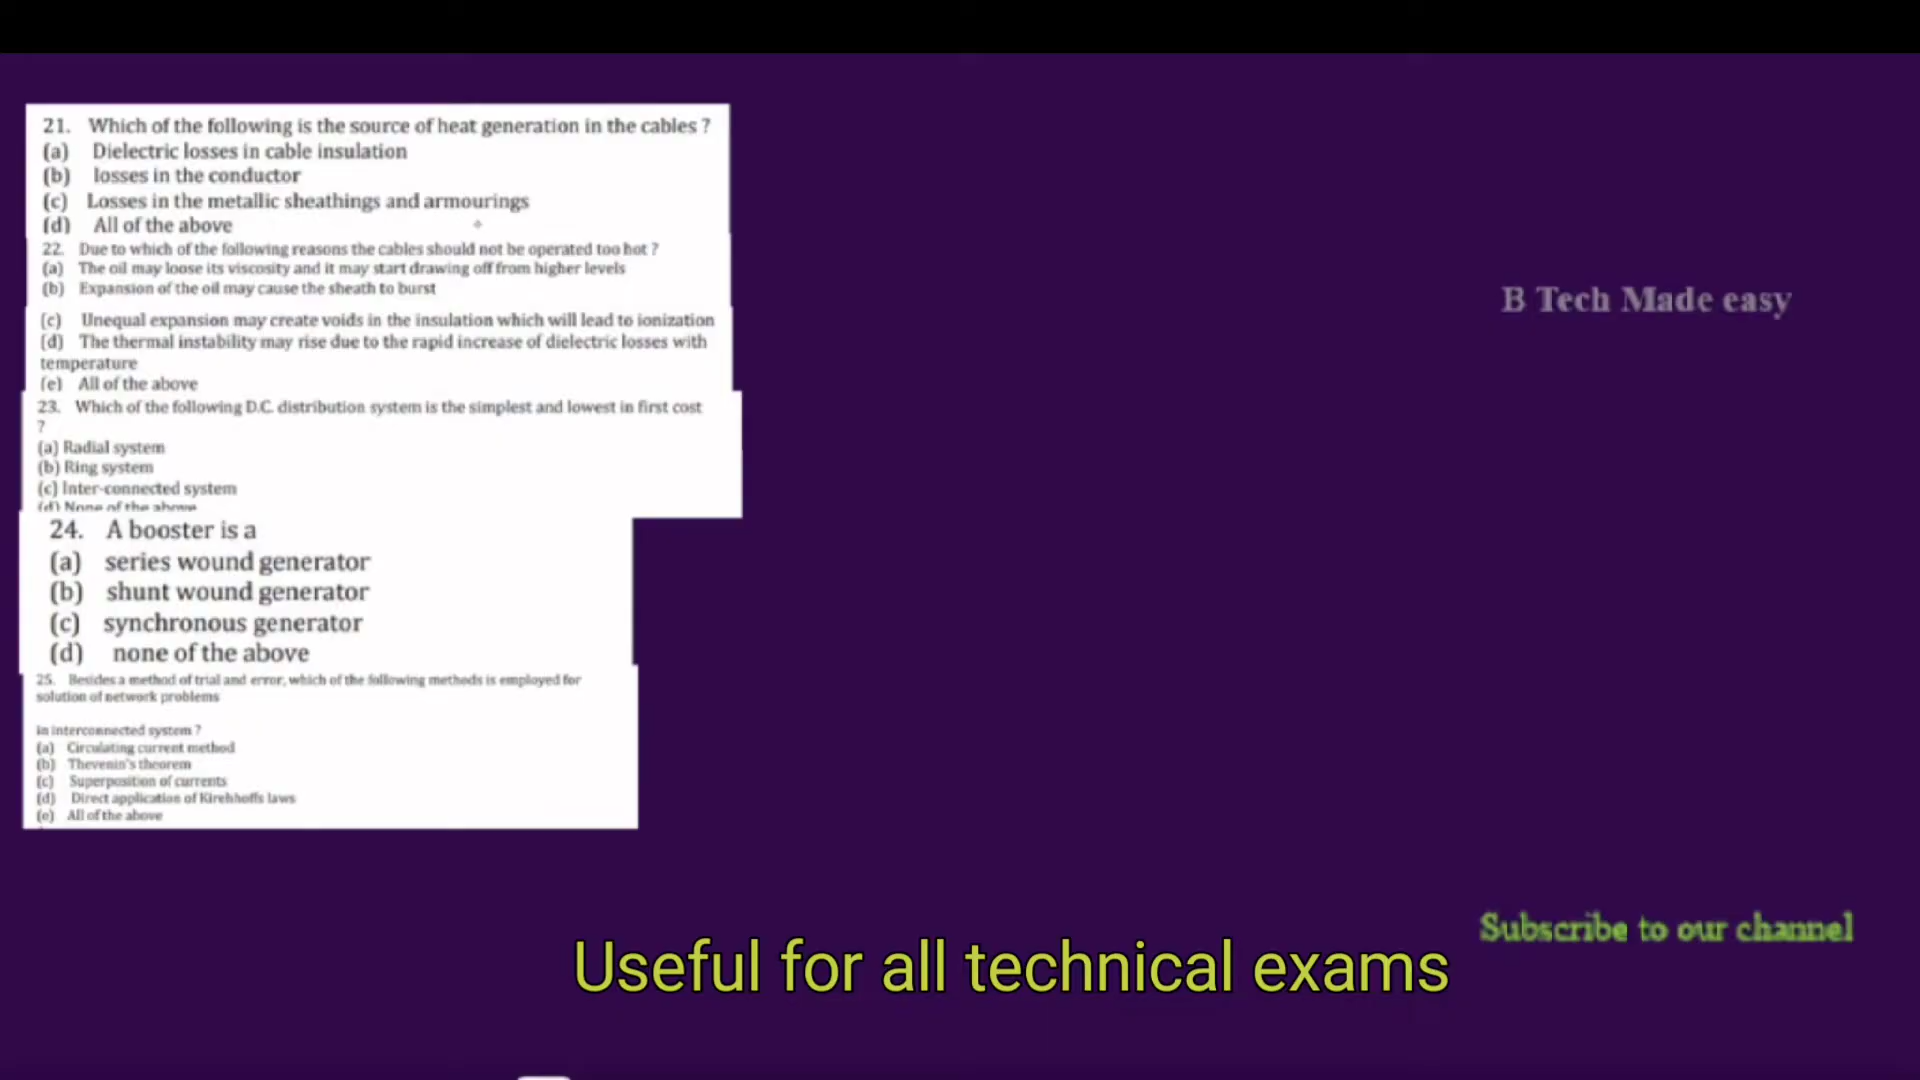 21. Which of the following is the source of heat generation in the cables ?
(a) Dielectric losses in cable insulation
(b) losses in the conductor
(c) Losses in the metallic sheathings and armourings
(d) All of the above
22. Due to which of the following reasons the cables should not be operated too hot ?
(a) The oil may loose its viscosity and it may start drawing off from higher levels
(b) Expansion of the oil may cause the sheath to burst
(c) Unequal expansion may create voids in the insulation which will lead to ionization
(d) The thermal instability may rise due to the rapid increase of dielectric losses with
temperature
(e) All of the above
23. Which of the following D.C. distribution system is the simplest and lowest in first cost
?
(a) Radial system
(b) Ring system
(c) Inter-connected system
(d) None of the above
24. A booster is a
(a) series wound generator
(b) shunt wound generator
(c) synchronous generator
(d) none of the above
25. Besides a method of trial and error, which of the following methods is employed for
solution of network problems
in interconnected system ?
(a) Circulating current method
(b) Thevenin's theorem
(c) Superposition of currents
(d) Direct application of Kirehhoffs laws
(e) All of the above
B Tech Made easy
Subscribe to our channel
Useful for all technical exams